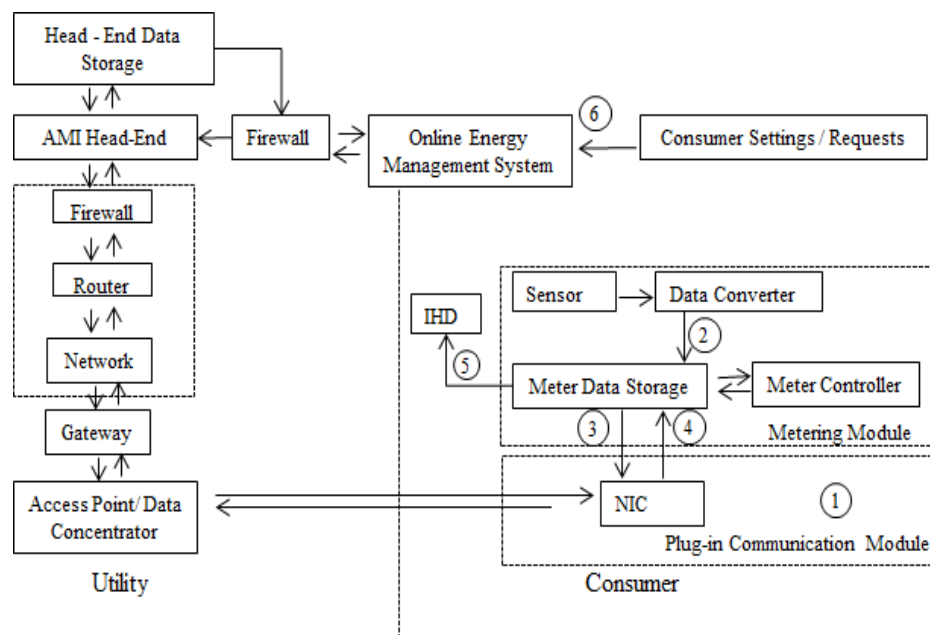 Head - End Data
Storage
AMI Head-End
Firewall
Online Energy
Management System
6
Consumer Settings / Requests
Firewall
Router
Network
Gateway
Access Point/ Data
Concentrator
Utility
IHD
5
Sensor
Data Converter
2
Meter Data Storage
Meter Controller
3
4
Metering Module
NIC
1
Plug-in Communication Module
Consumer